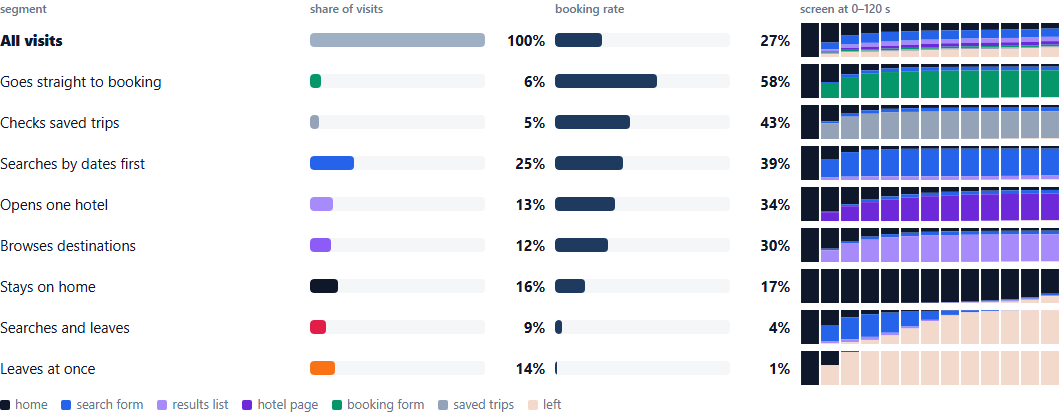 segment share of visits booking rate screen at 0–120 s
All visits 100% 27%
Goes straight to booking 6% 58%
Checks saved trips 5% 43%
Searches by dates first 25% 39%
Opens one hotel 13% 34%
Browses destinations 12% 30%
Stays on home 16% 17%
Searches and leaves 9% 4%
Leaves at once 14% 1%
home search form results list hotel page booking form saved trips left